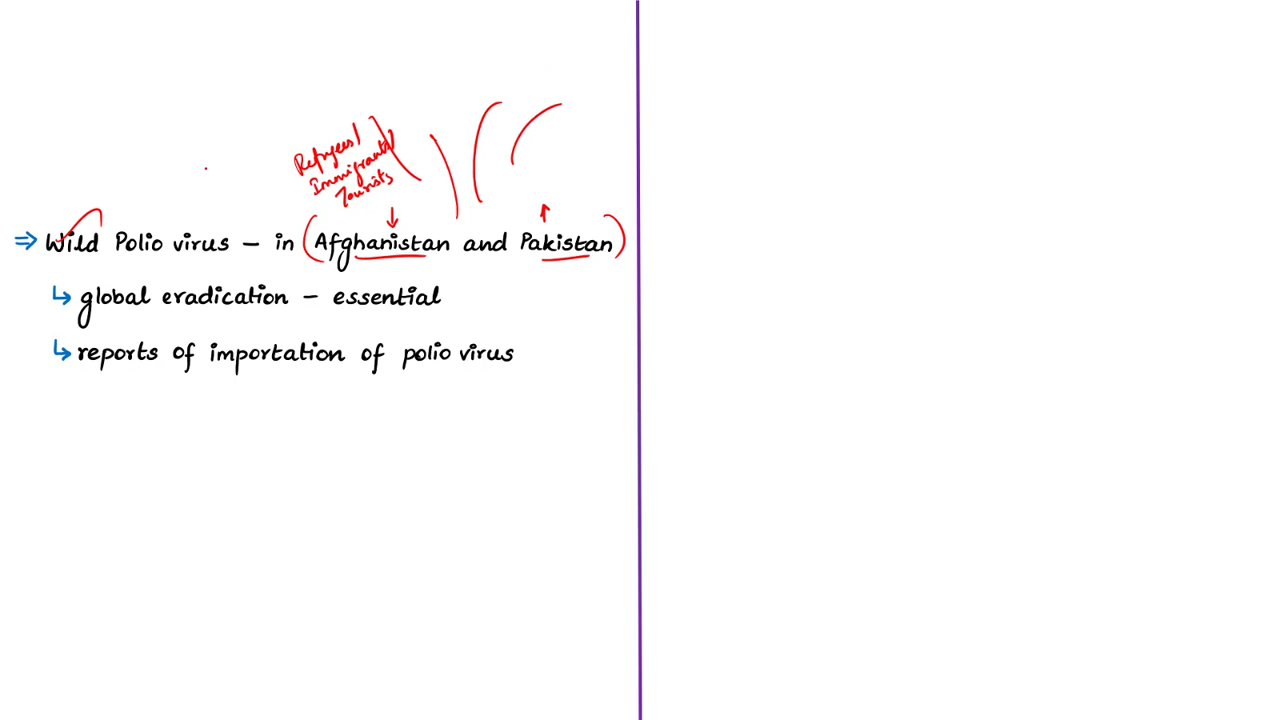 Refugees/
Immigrants/
Tourists
⇒ Wild Polio virus – in (Afghanistan and Pakistan)
↳ global eradication – essential
↳ reports of importation of polio virus